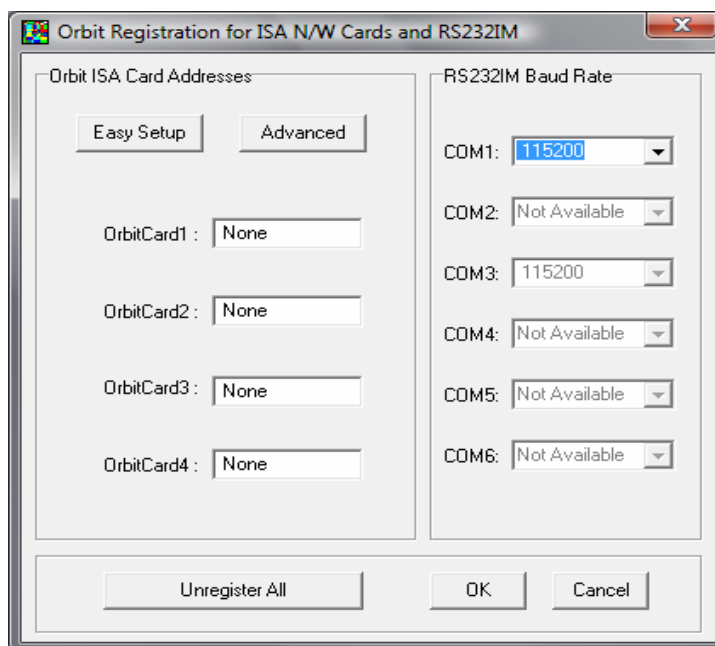 Orbit Registration for ISA N/W Cards and RS232IM
Orbit ISA Card Addresses
Easy Setup
Advanced
OrbitCard1 : None
OrbitCard2 : None
OrbitCard3 : None
OrbitCard4 : None
RS232IM Baud Rate
COM1: 115200
COM2: Not Available
COM3: 115200
COM4: Not Available
COM5: Not Available
COM6: Not Available
Unregister All
OK
Cancel